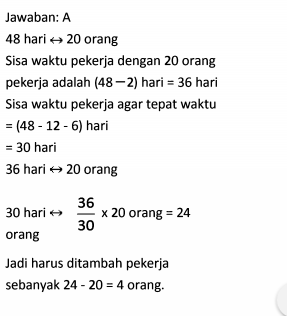 Jawaban: A
48 hari ↔ 20 orang
Sisa waktu pekerja dengan 20 orang
pekerja adalah (48 − 2) hari = 36 hari
Sisa waktu pekerja agar tepat waktu
= (48 - 12 - 6) hari
= 30 hari
36 hari ↔ 20 orang
30 hari ↔ 36/30 x 20 orang = 24
orang
Jadi harus ditambah pekerja
sebanyak 24 - 20 = 4 orang.